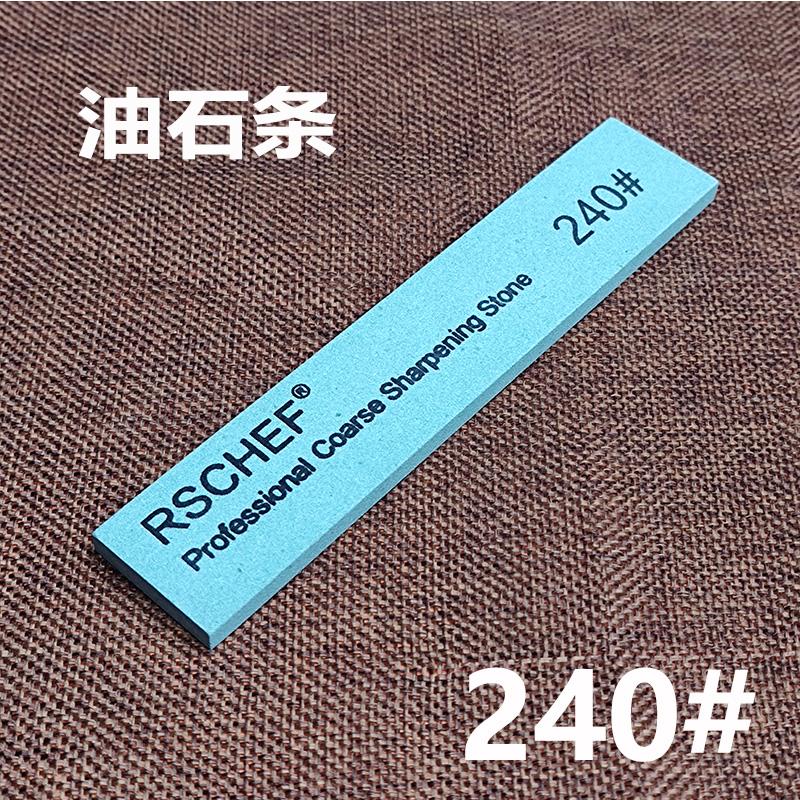 油石条
240#
RSCHEF®
Professional Coarse Sharpening Stone
240#